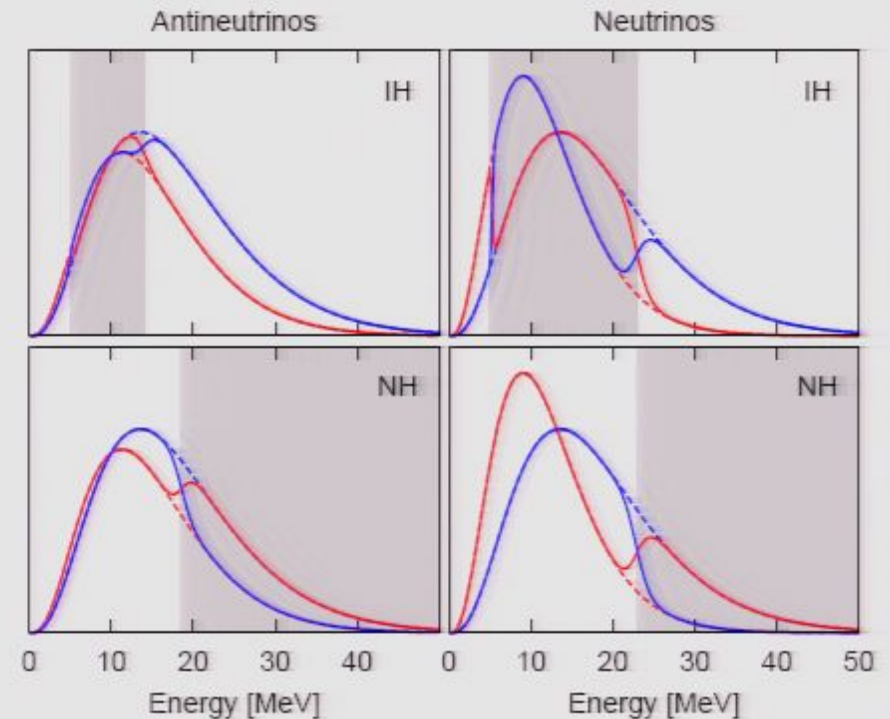 Antineutrinos Neutrinos
IH IH
NH NH
0 10 20 30 40 0 10 20 30 40 50
Energy [MeV] Energy [MeV]